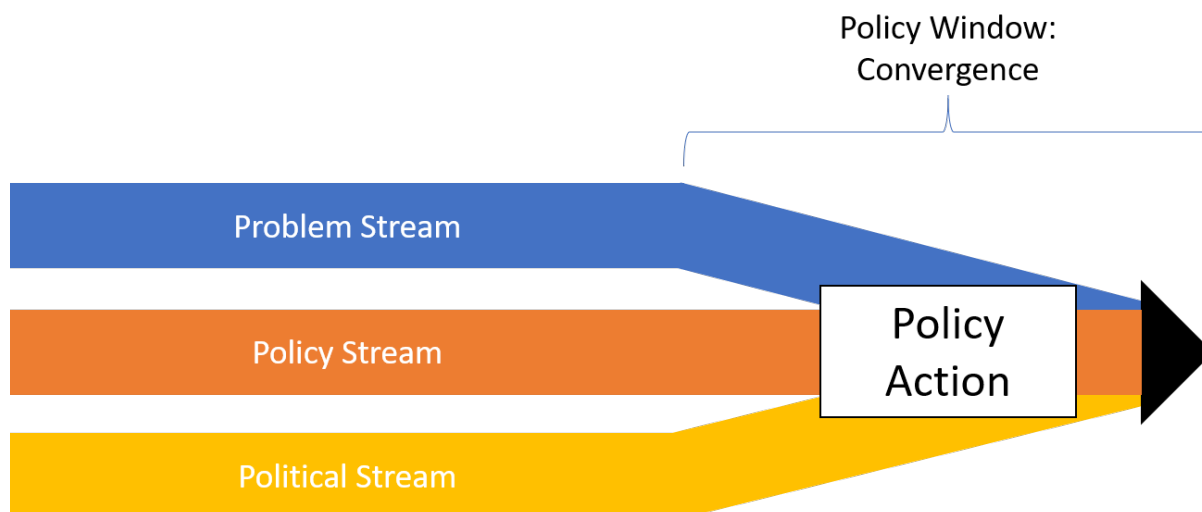 Policy Window:
Convergence
Problem Stream
Policy Stream
Policy
Action
Political Stream